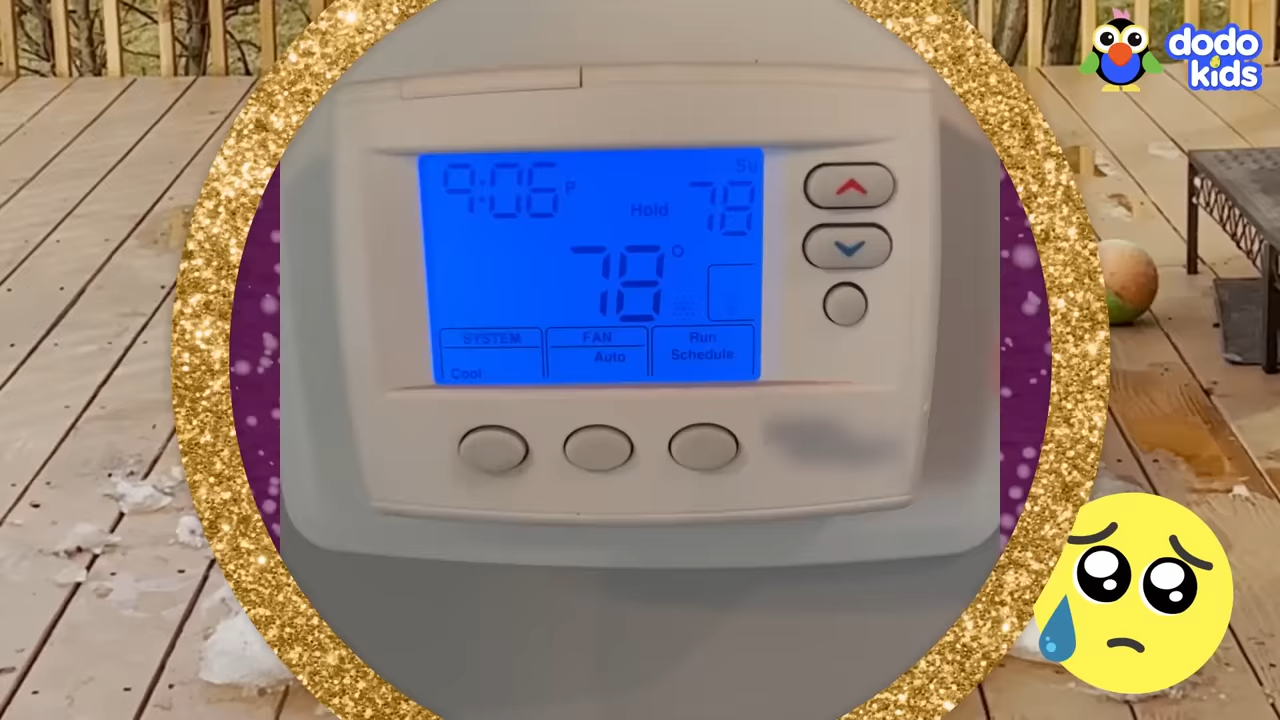 dodo
kids
9:06 P
Su
Hold
78
78°
SYSTEM
FAN
Run
Auto
Schedule
Cool